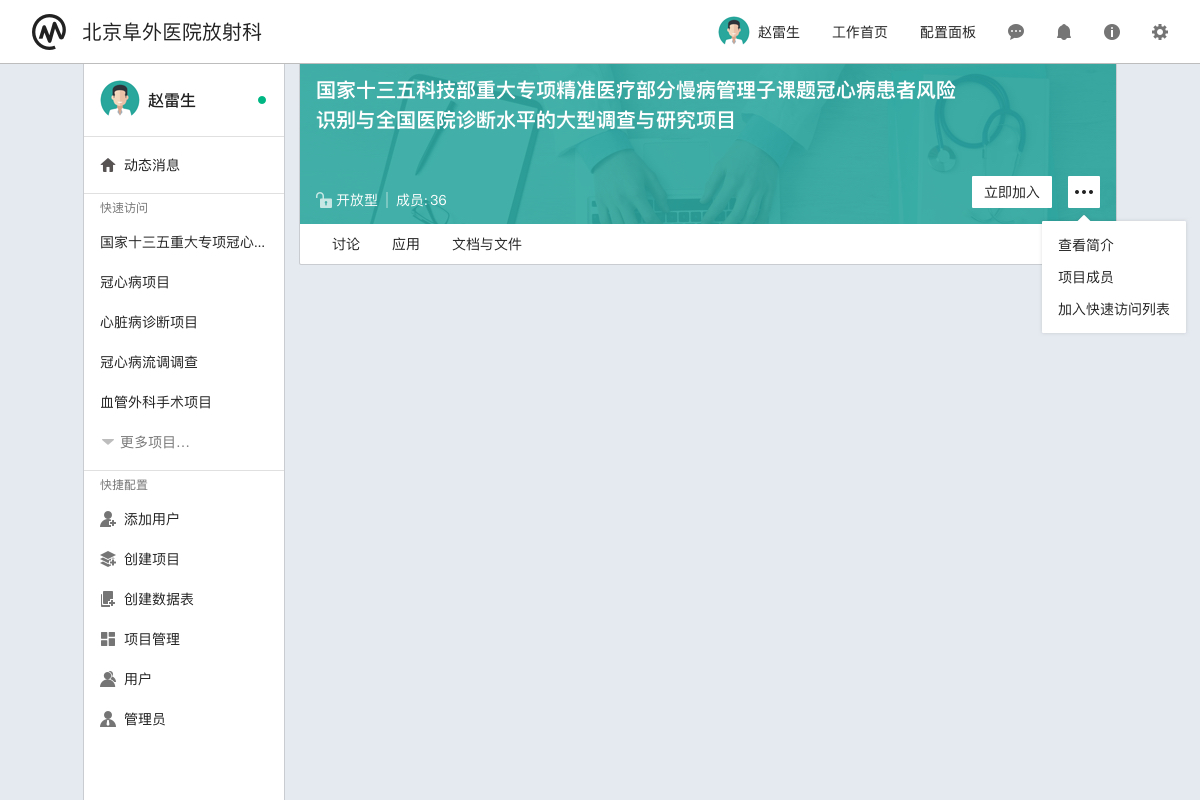 北京阜外医院放射科
赵雷生
工作首页
配置面板
赵雷生
动态消息
快速访问
国家十三五重大专项冠心...
冠心病项目
心脏病诊断项目
冠心病流调调查
血管外科手术项目
更多项目...
快捷配置
添加用户
创建项目
创建数据表
项目管理
用户
管理员
国家十三五科技部重大专项精准医疗部分慢病管理子课题冠心病患者风险
识别与全国医院诊断水平的大型调查与研究项目
开放型 | 成员: 36
立即加入
讨论
应用
文档与文件
查看简介
项目成员
加入快速访问列表